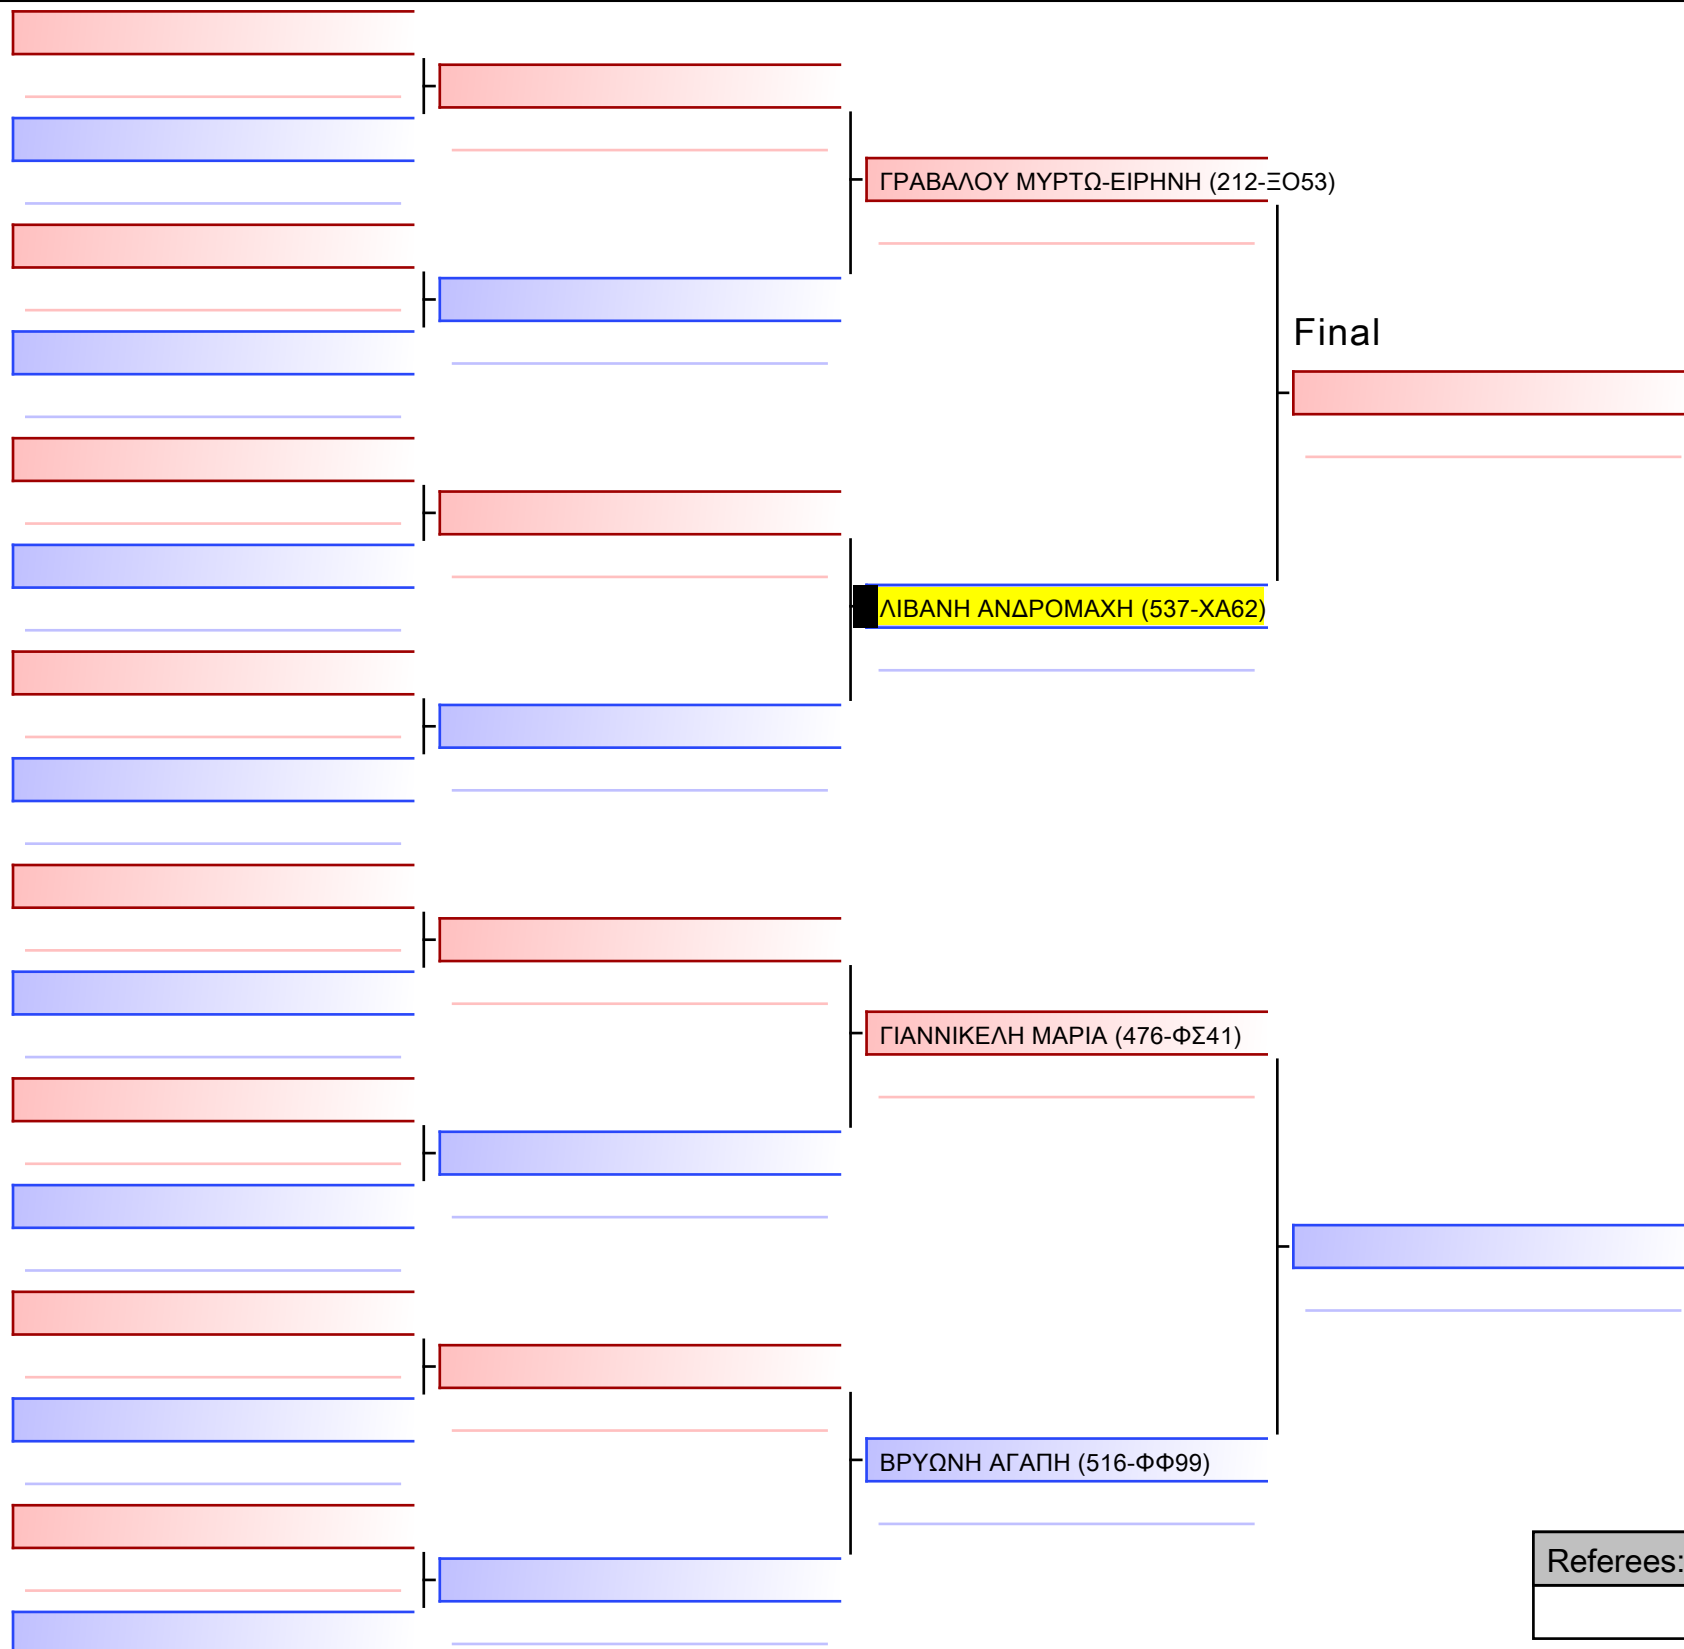 ΓΡΑΒΑΛΟΥ ΜΥΡΤΩ-ΕΙΡΗΝΗ (212-ΞΟ53)
Final
ΛΙΒΑΝΗ ΑΝΔΡΟΜΑΧΗ (537-ΧΑ62)
ΓΙΑΝΝΙΚΕΛΗ ΜΑΡΙΑ (476-ΦΣ41)
ΒΡΥΩΝΗ ΑΓΑΠΗ (516-ΦΦ99)
Referees: